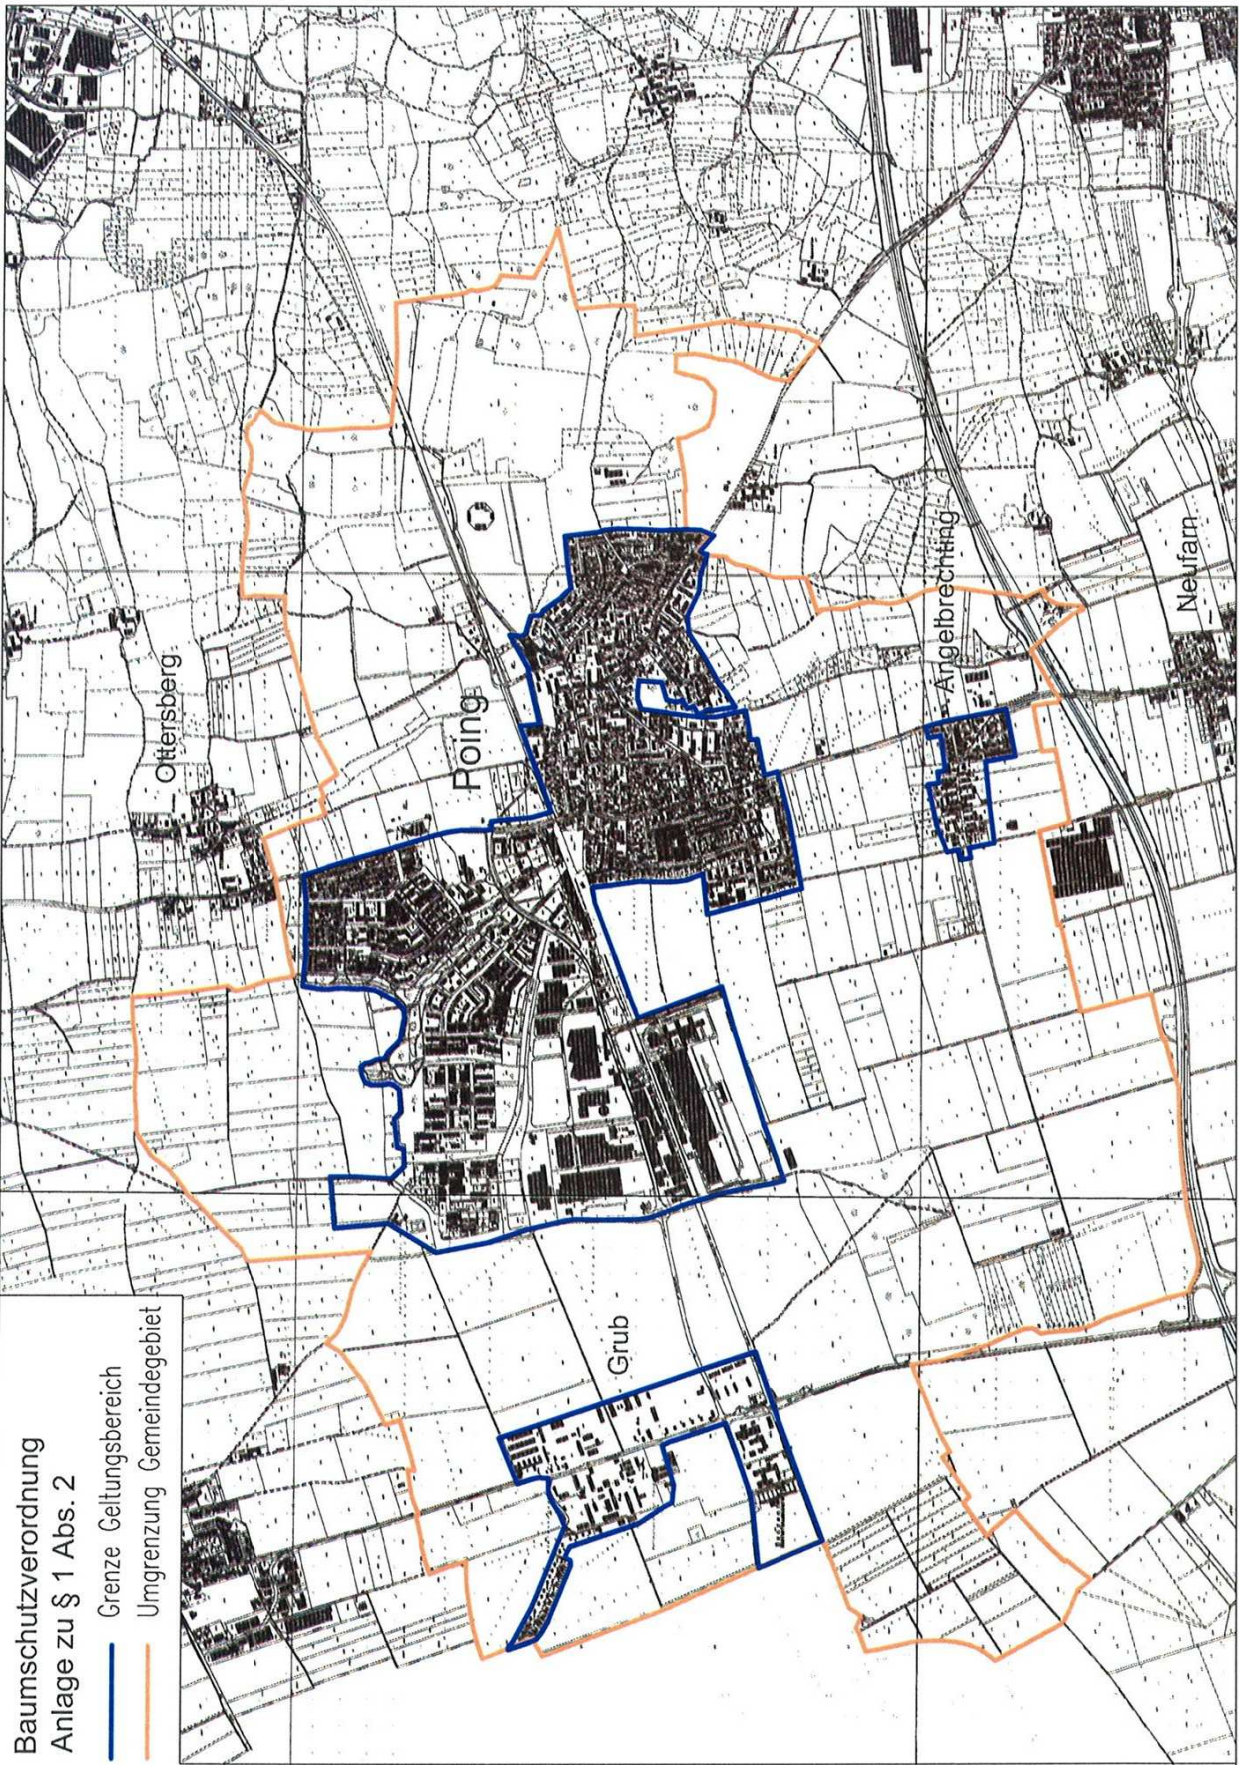 Baumschutzverordnung
Anlage zu § 1 Abs. 2
Grenze Geltungsbereich
Umgrenzung Gemeindegebiet
Ottersberg
Poing
Grub
Angelbrechting
Neufarn